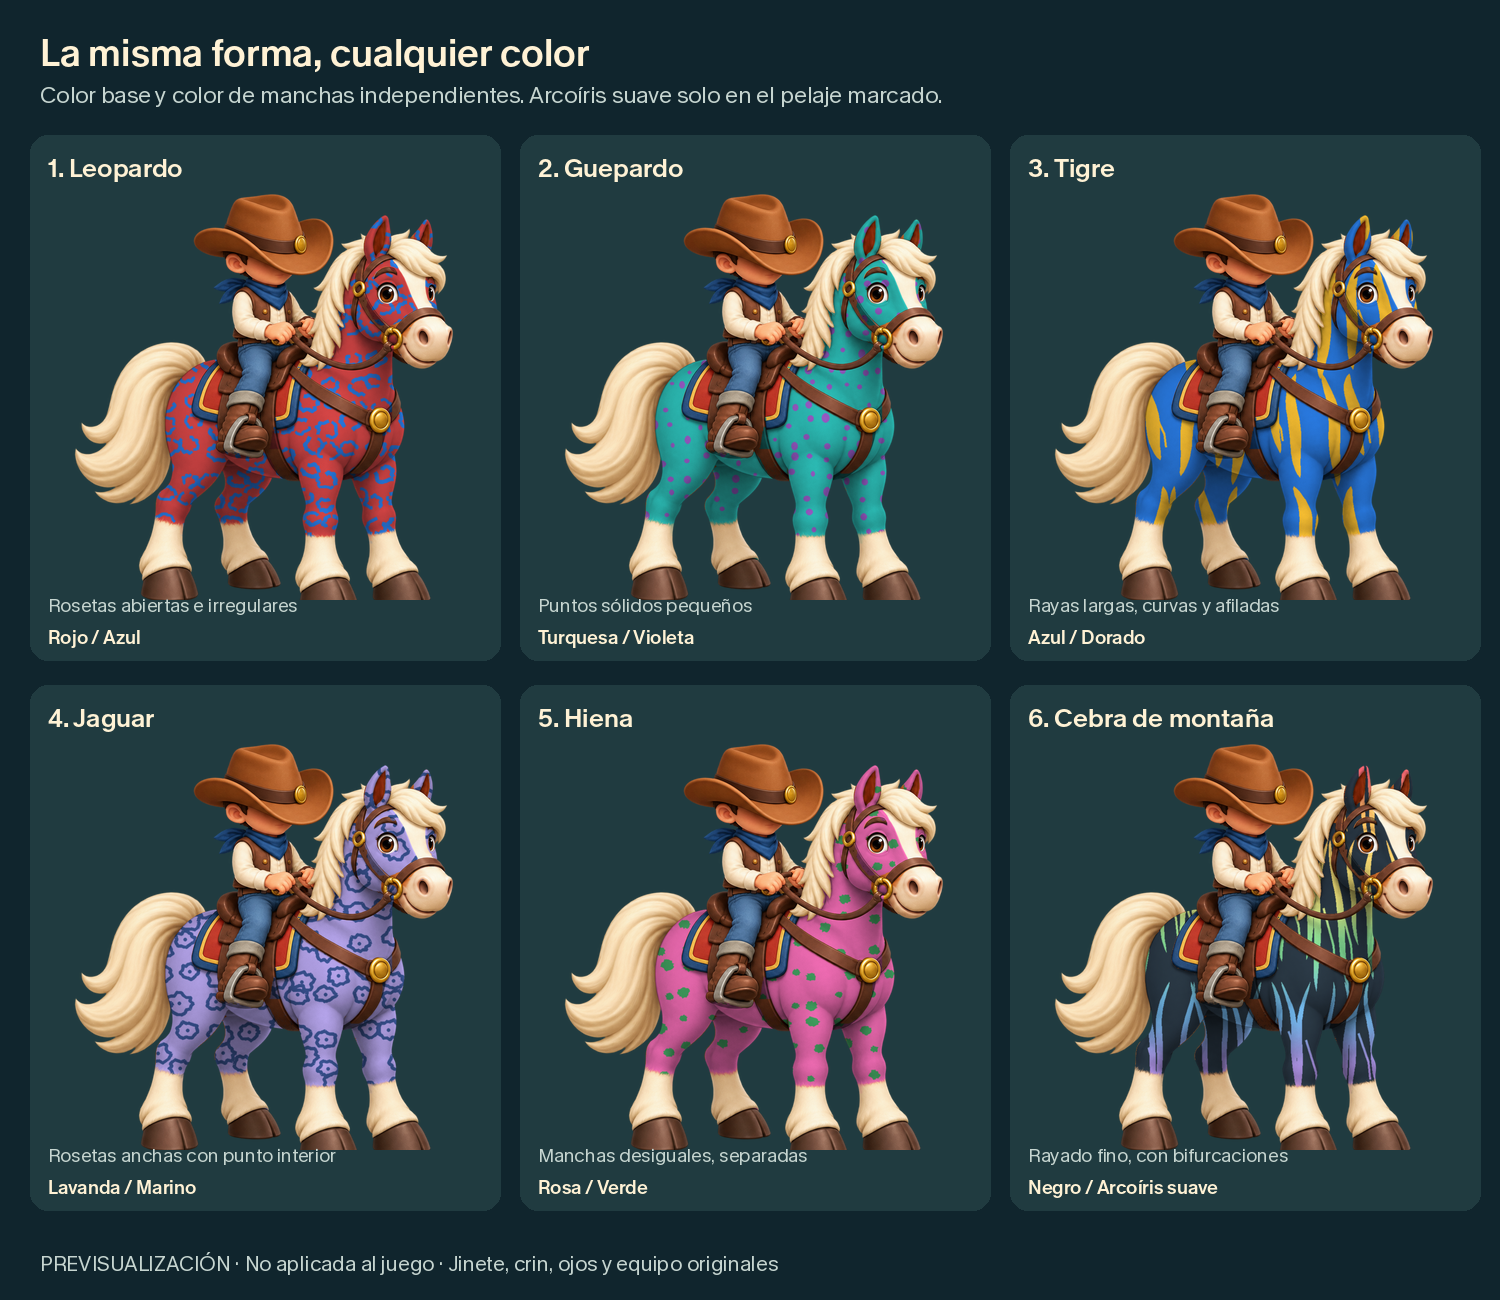 La misma forma, cualquier color
Color base y color de manchas independientes. Arcoíris suave solo en el pelaje marcado.
1. Leopardo
2. Guepardo
3. Tigre
Rosetas abiertas e irregulares
Rojo / Azul
Puntos sólidos pequeños
Turquesa / Violeta
Rayas largas, curvas y afiladas
Azul / Dorado
4. Jaguar
5. Hiena
6. Cebra de montaña
Rosetas anchas con punto interior
Lavanda / Marino
Manchas desiguales, separadas
Rosa / Verde
Rayado fino, con bifurcaciones
Negro / Arcoíris suave
PREVISUALIZACIÓN · No aplicada al juego · Jinete, crin, ojos y equipo originales